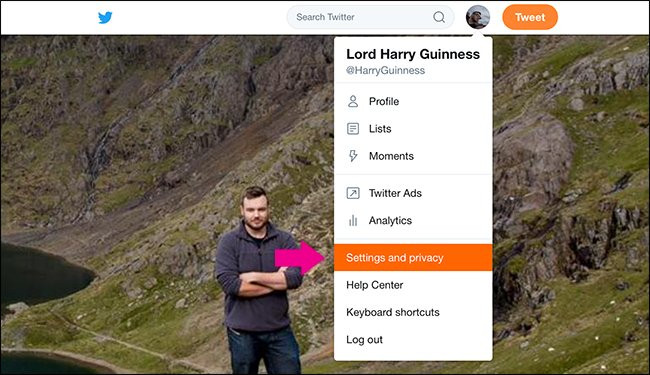 Search Twitter
Tweet
Lord Harry Guinness
@HarryGuinness
Profile
Lists
Moments
Twitter Ads
Analytics
Settings and privacy
Help Center
Keyboard shortcuts
Log out